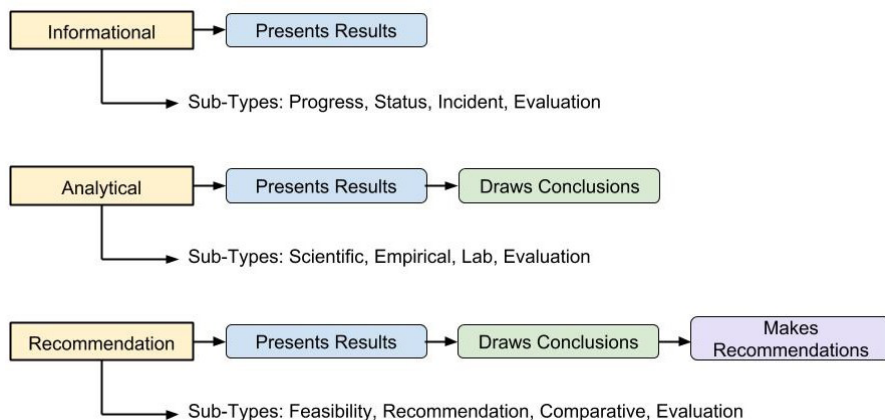 Informational
Presents Results
Sub-Types: Progress, Status, Incident, Evaluation
Analytical
Presents Results
Draws Conclusions
Sub-Types: Scientific, Empirical, Lab, Evaluation
Recommendation
Presents Results
Draws Conclusions
Makes
Recommendations
Sub-Types: Feasibility, Recommendation, Comparative, Evaluation